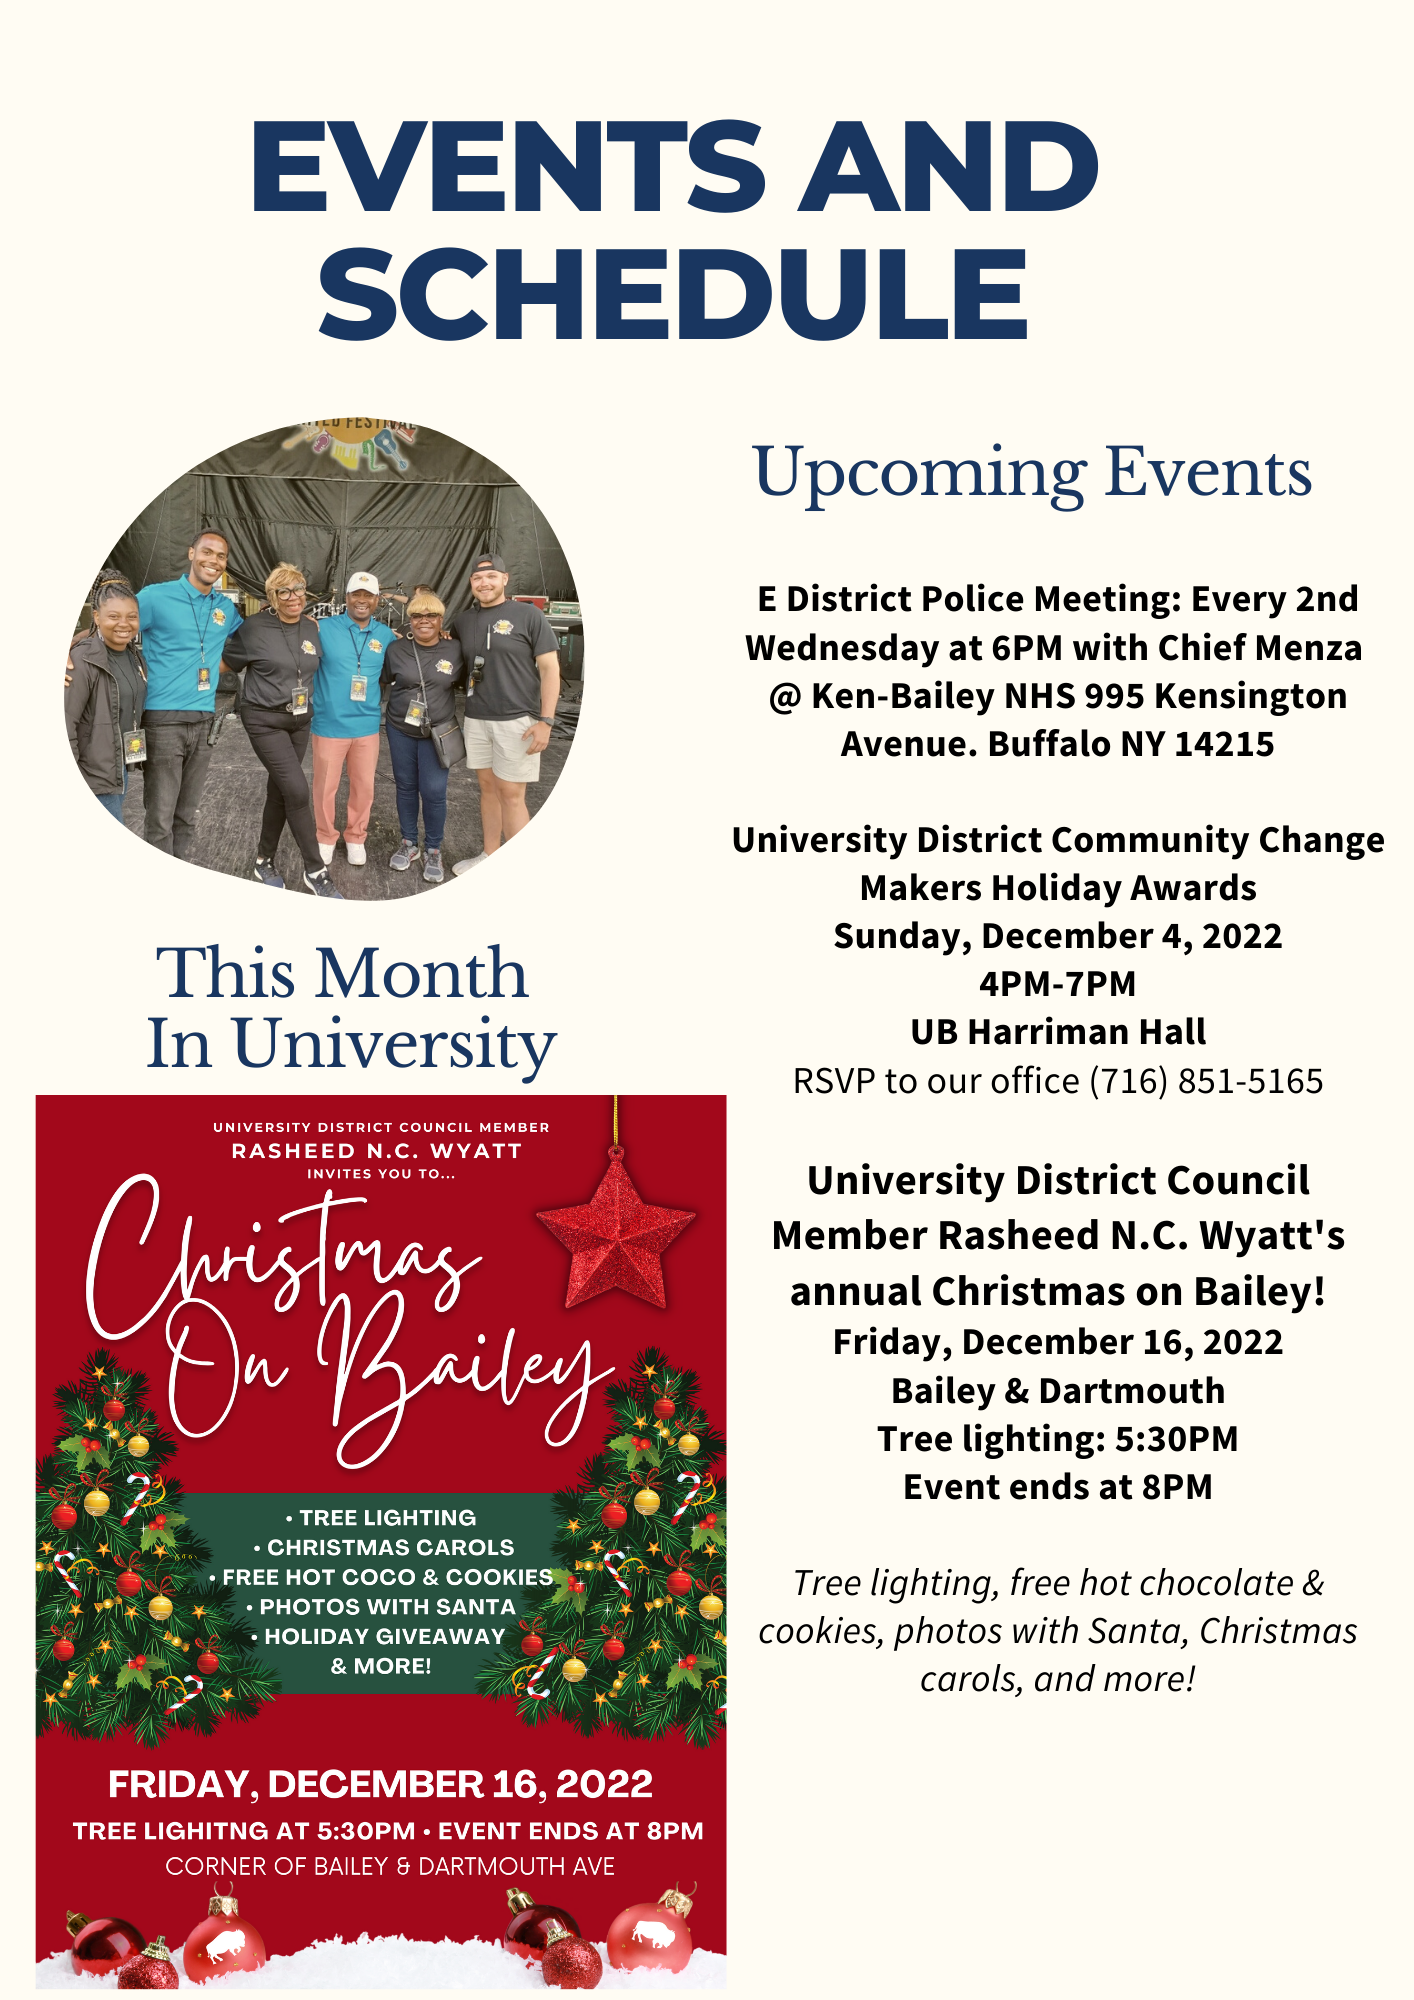 EVENTS AND
SCHEDULE
FESTIVAL
Upcoming Events
E District Police Meeting: Every 2nd
Wednesday at 6PM with Chief Menza
@ Ken-Bailey NHS 995 Kensington
Avenue. Buffalo NY 14215
University District Community Change
Makers Holiday Awards
Sunday, December 4, 2022
4PM-7PM
UB Harriman Hall
RSVP to our office (716) 851-5165
University District Council
Member Rasheed N.C. Wyatt's
annual Christmas on Bailey!
Friday, December 16, 2022
Bailey & Dartmouth
Tree lighting: 5:30PM
Event ends at 8PM
Tree lighting, free hot chocolate &
cookies, photos with Santa, Christmas
carols, and more!
This Month
In University
UNIVERSITY DISTRICT COUNCIL MEMBER
RASHEED N.C. WYATT
INVITES YOU TO...
Christmas
On Bailey
• TREE LIGHTING
• CHRISTMAS CAROLS
• FREE HOT COCO & COOKIES
• PHOTOS WITH SANTA
• HOLIDAY GIVEAWAY
& MORE!
FRIDAY, DECEMBER 16, 2022
TREE LIGHITNG AT 5:30PM • EVENT ENDS AT 8PM
CORNER OF BAILEY & DARTMOUTH AVE